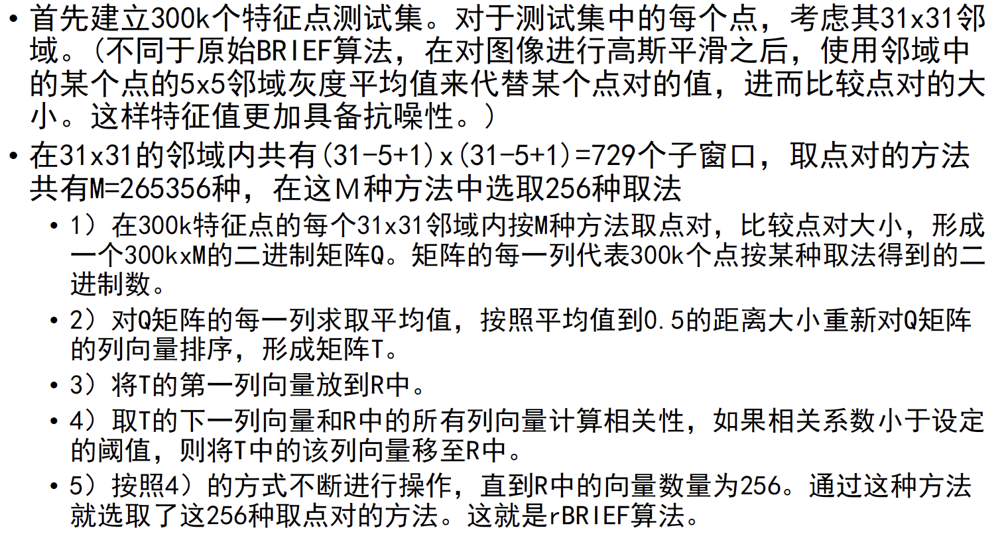 • 首先建立300k个特征点测试集。对于测试集中的每个点，考虑其31x31邻
域。(不同于原始BRIEF算法，在对图像进行高斯平滑之后，使用邻域中
的某个点的5x5邻域灰度平均值来代替某个点对的值，进而比较点对的大
小。这样特征值更加具备抗噪性。)
• 在31x31的邻域内共有(31-5+1)x(31-5+1)=729个子窗口，取点对的方法
共有M=265356种，在这M种方法中选取256种取法
• 1）在300k特征点的每个31x31邻域内按M种方法取点对，比较点对大小，形成
一个300kxM的二进制矩阵Q。矩阵的每一列代表300k个点按某种取法得到的二
进制数。
• 2）对Q矩阵的每一列求取平均值，按照平均值到0.5的距离大小重新对Q矩阵
的列向量排序，形成矩阵T。
• 3）将T的第一列向量放到R中。
• 4）取T的下一列向量和R中的所有列向量计算相关性，如果相关系数小于设定
的阈值，则将T中的该列向量移至R中。
• 5）按照4）的方式不断进行操作，直到R中的向量数量为256。通过这种方法
就选取了这256种取点对的方法。这就是rBRIEF算法。